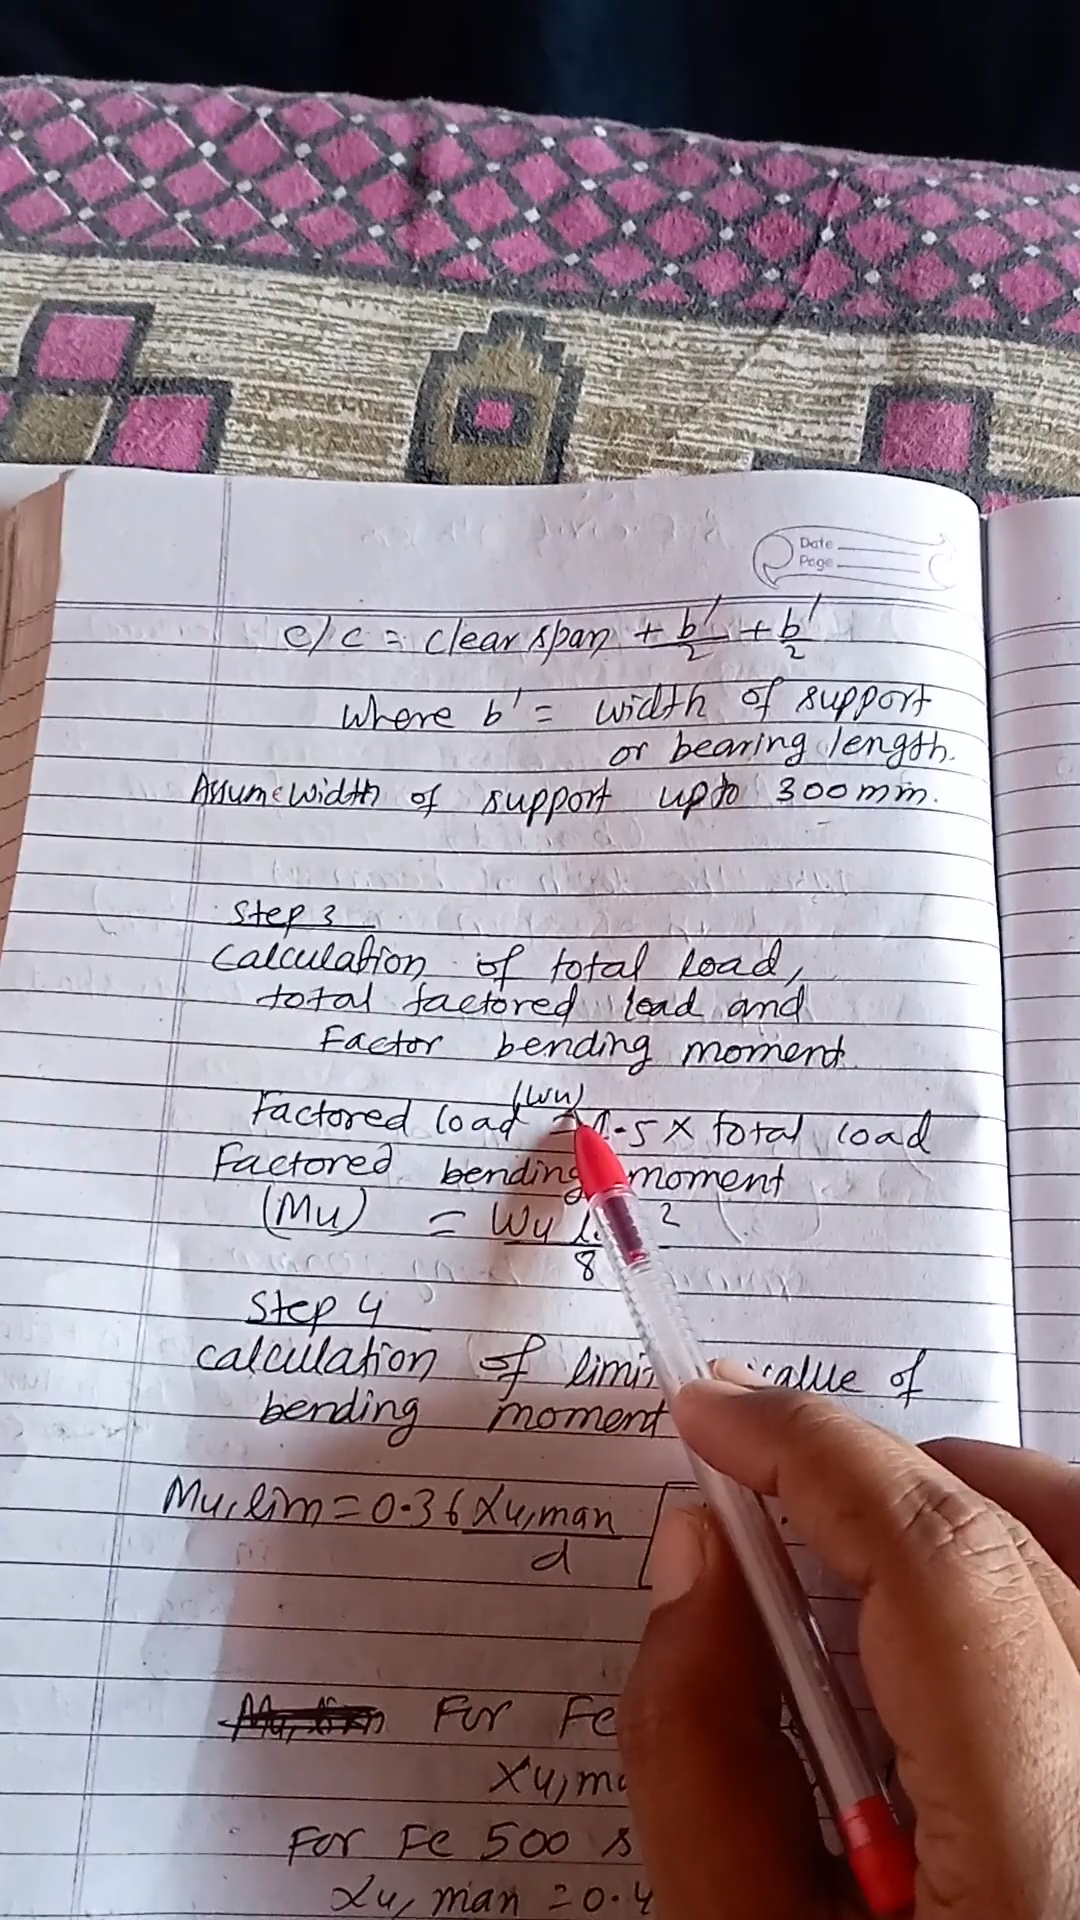 Date
Page
c/c = clear span + b'/2 + b'/2
where b' = width of support
or bearing length.
Assume width of support upto 300mm.
Step 3
Calculation of total load,
total factored load and
Factor bending moment
(Wu)
Factored load = 1.5 x total load
Factored bending moment
(Mu) = Wu l 2
8
Step 4
calculation of value of
bending moment
Mu,lim = 0.36 Xu,man
d
For Fe
For Fe 500
Xu, man = 0.4